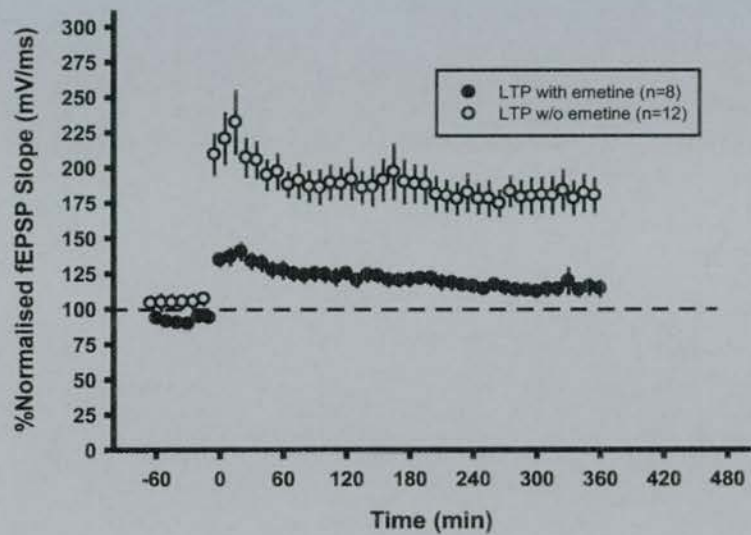 %Normalised fEPSP Slope (mV/ms)
300
275
250
225
200
175
150
125
100
75
50
25
0
LTP with emetine (n=8)
LTP w/o emetine (n=12)
-60 0 60 120 180 240 300 360 420 480
Time (min)